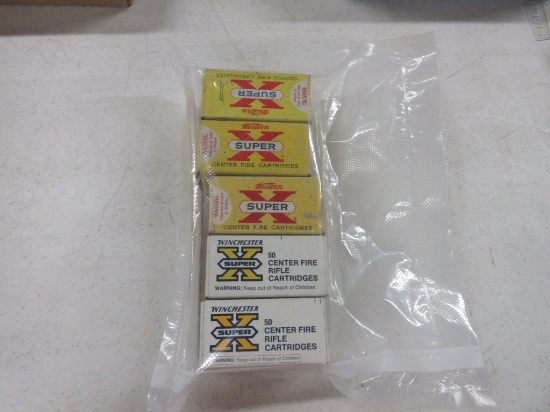 Western
SUPER
X
CENTER FIRE CARTRIDGES
Western
SUPER
X
CENTER FIRE CARTRIDGES
Western
SUPER
X
CENTER FIRE CARTRIDGES
WINCHESTER
SUPER
X
50
CENTER FIRE
RIFLE
CARTRIDGES
WARNING: Keep out of Reach of Children
WINCHESTER
SUPER
X
50
CENTER FIRE
RIFLE
CARTRIDGES
WARNING: Keep out of Reach of Children